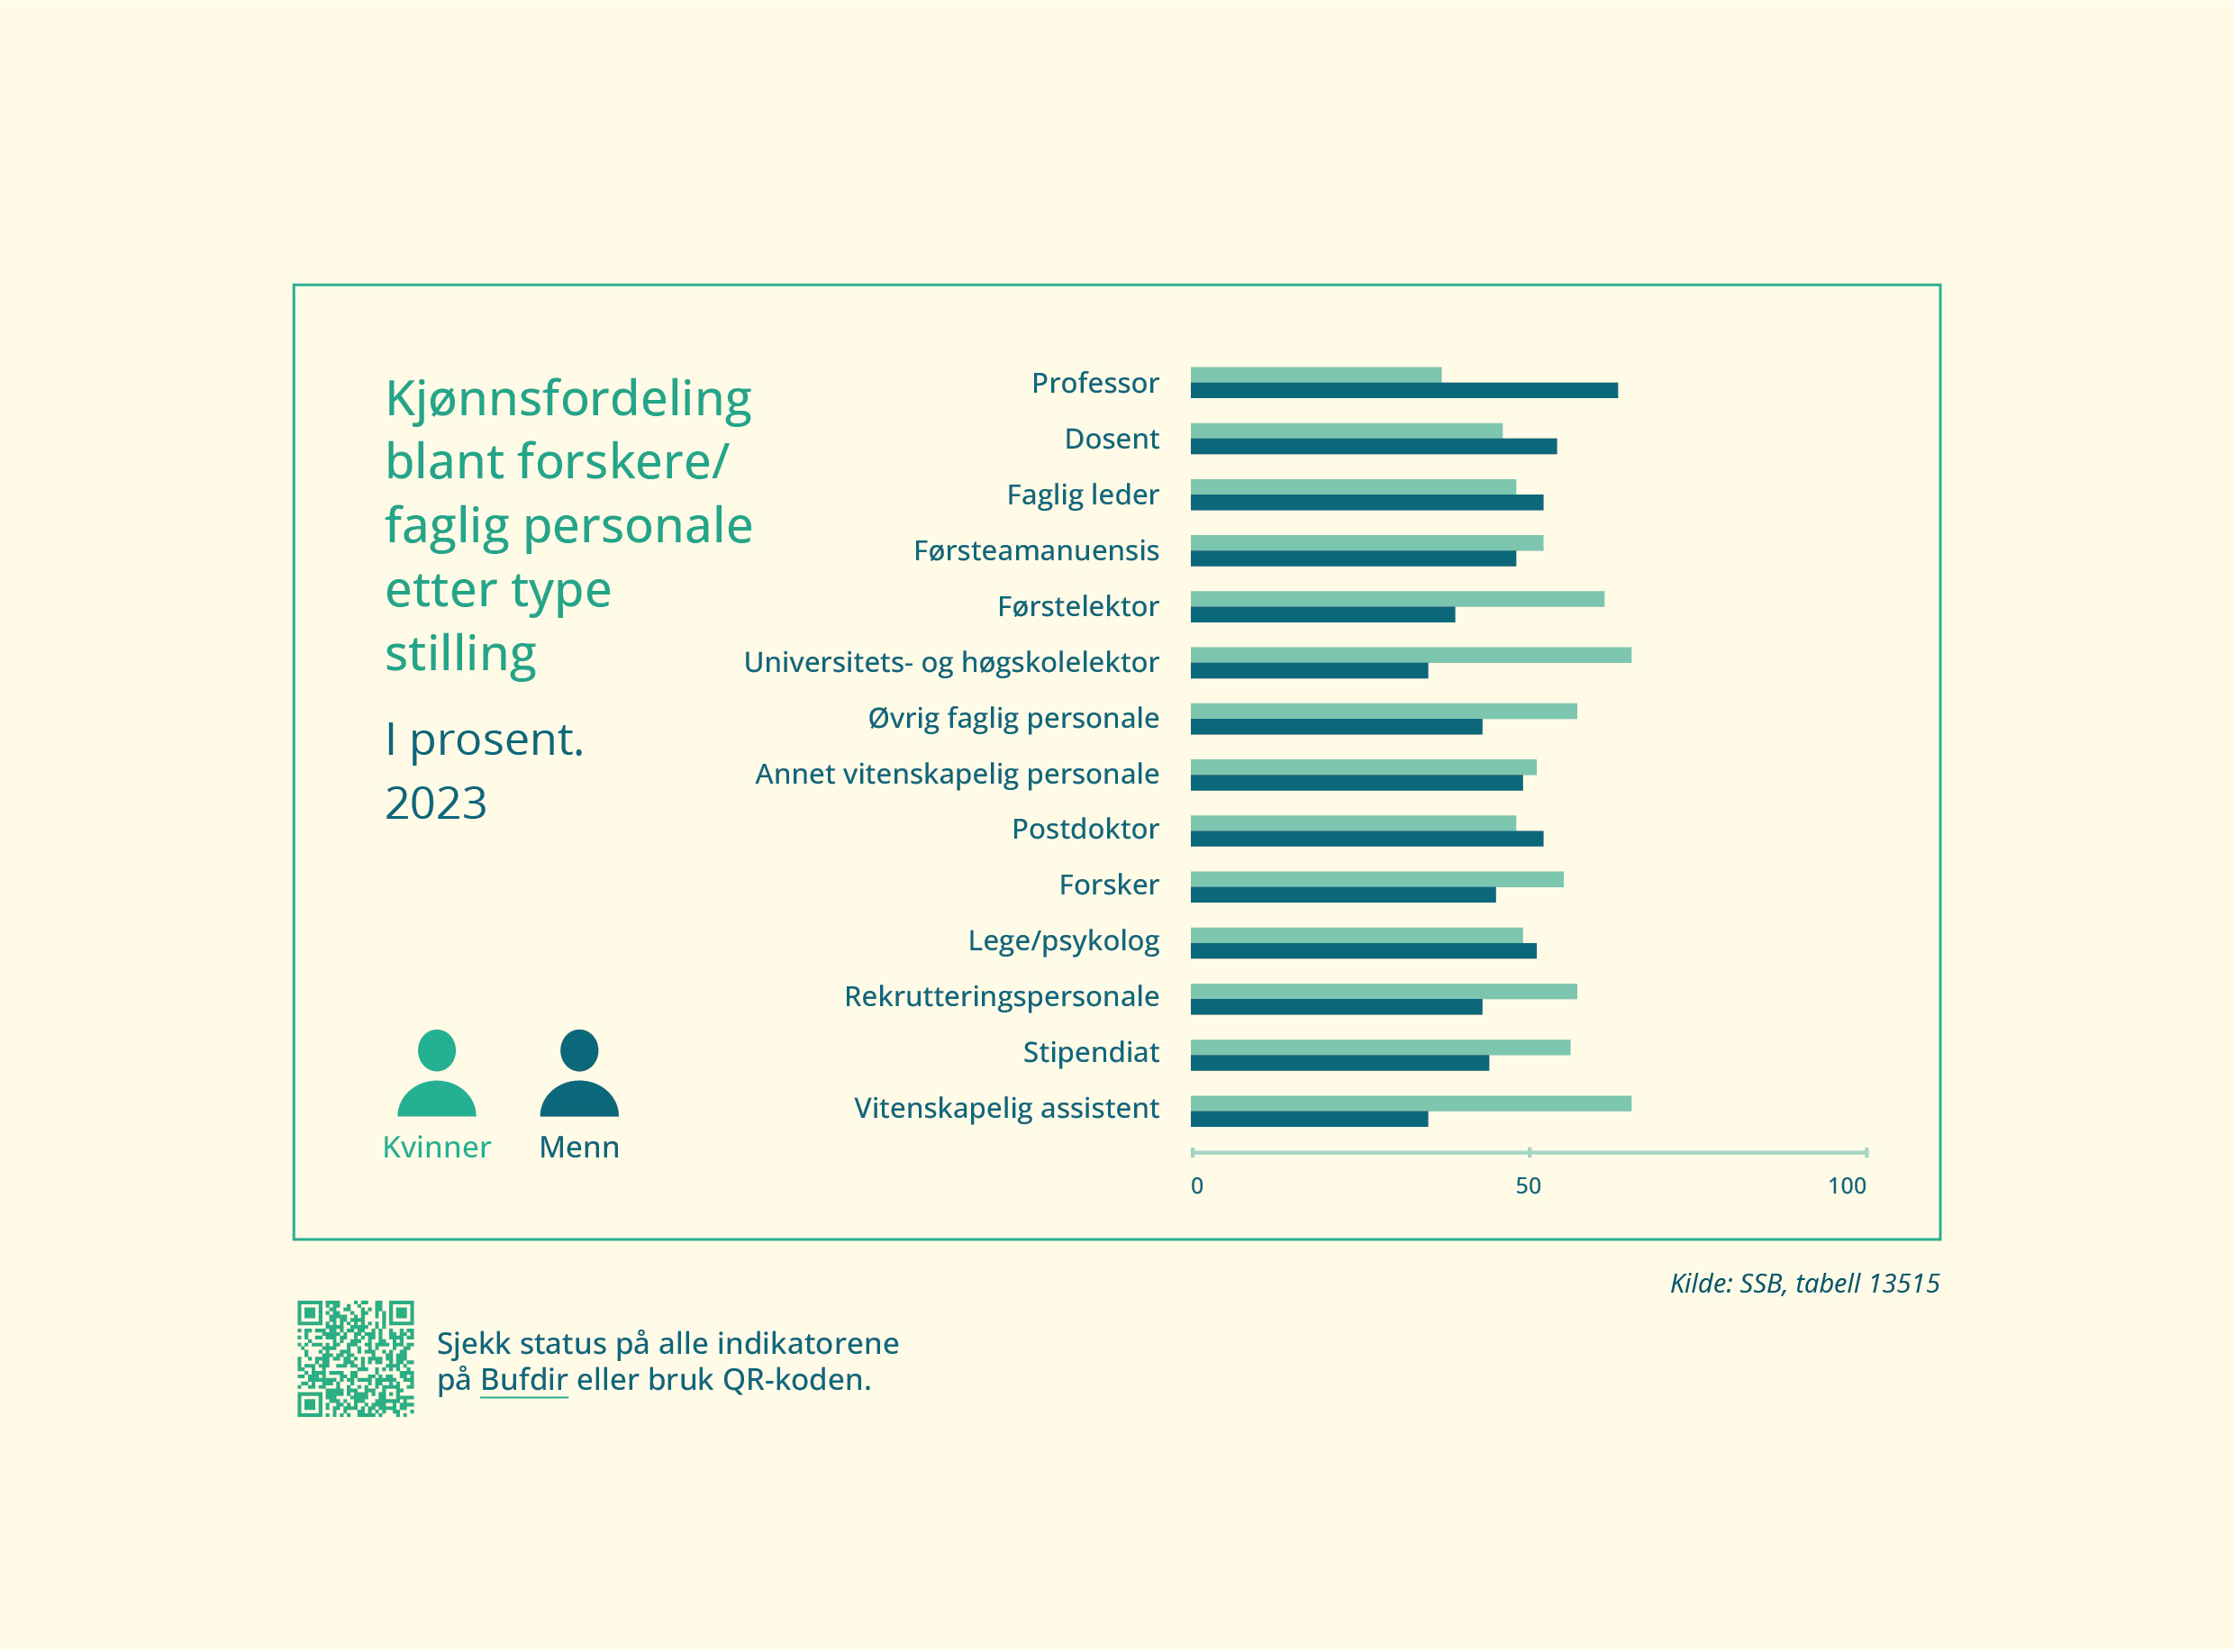 Kjønnsfordeling
blant forskere/
faglig personale
etter type
stilling
I prosent.
2023
Kvinner
Menn
Professor
Dosent
Faglig leder
Førsteamanuensis
Førstelektor
Universitets- og høgskolelektor
Øvrig faglig personale
Annet vitenskapelig personale
Postdoktor
Forsker
Lege/psykolog
Rekrutteringspersonale
Stipendiat
Vitenskapelig assistent
0 50 100
Kilde: SSB, tabell 13515
Sjekk status på alle indikatorene
på Bufdir eller bruk QR-koden.